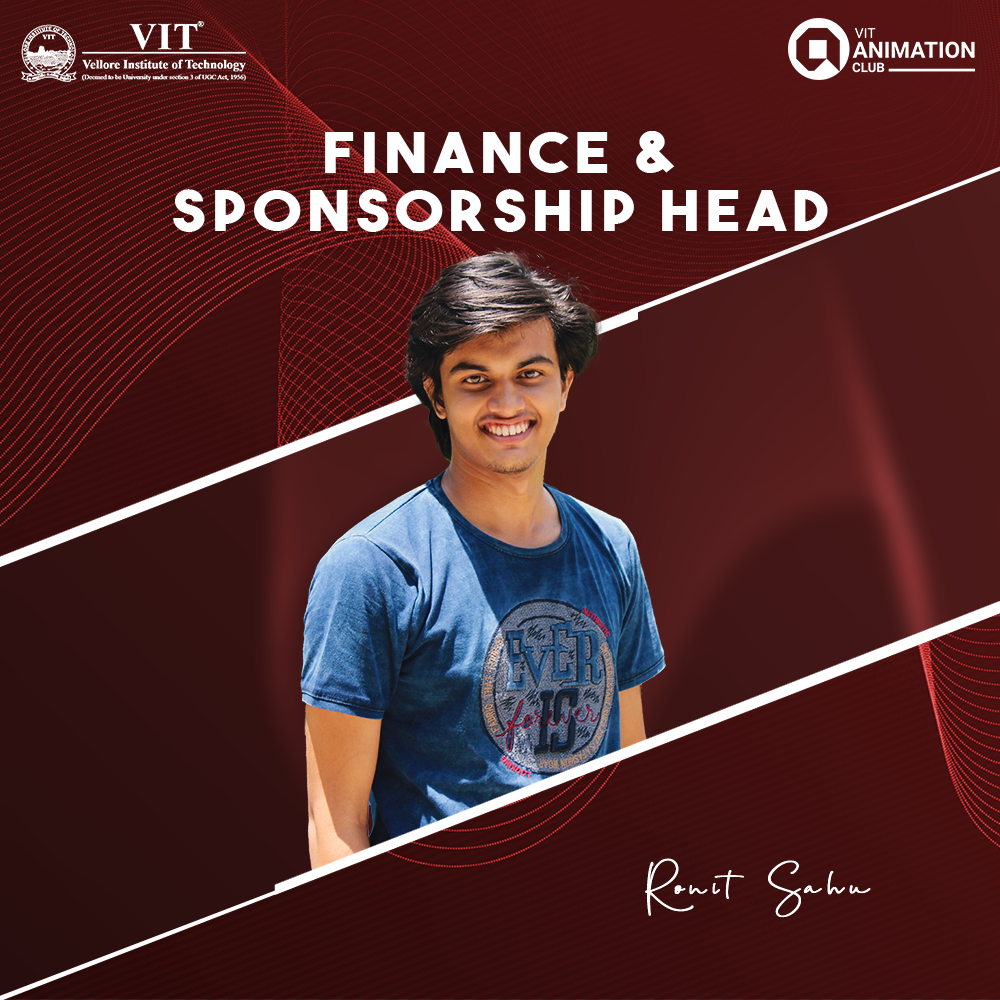 VIT®
Vellore Institute of Technology
(Deemed to be University under section 3 of UGC Act, 1956)
VIT
ANIMATION
CLUB
FINANCE &
SPONSORSHIP HEAD
EVER
IS
forever
Ronit Sahu